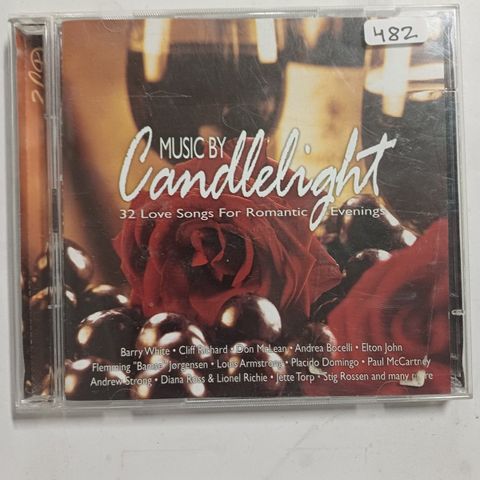 482
MUSIC BY
Candlelight
32 Love Songs For Romantic Evenings
Barry White • Cliff Richard • Don McLean • Andrea Bocelli • Elton John
Flemming "Bamse" Jørgensen • Louis Armstrong • Placido Domingo • Paul McCartney
Andrew Strong • Diana Ross & Lionel Richie • Jette Torp • Stig Rossen and many more